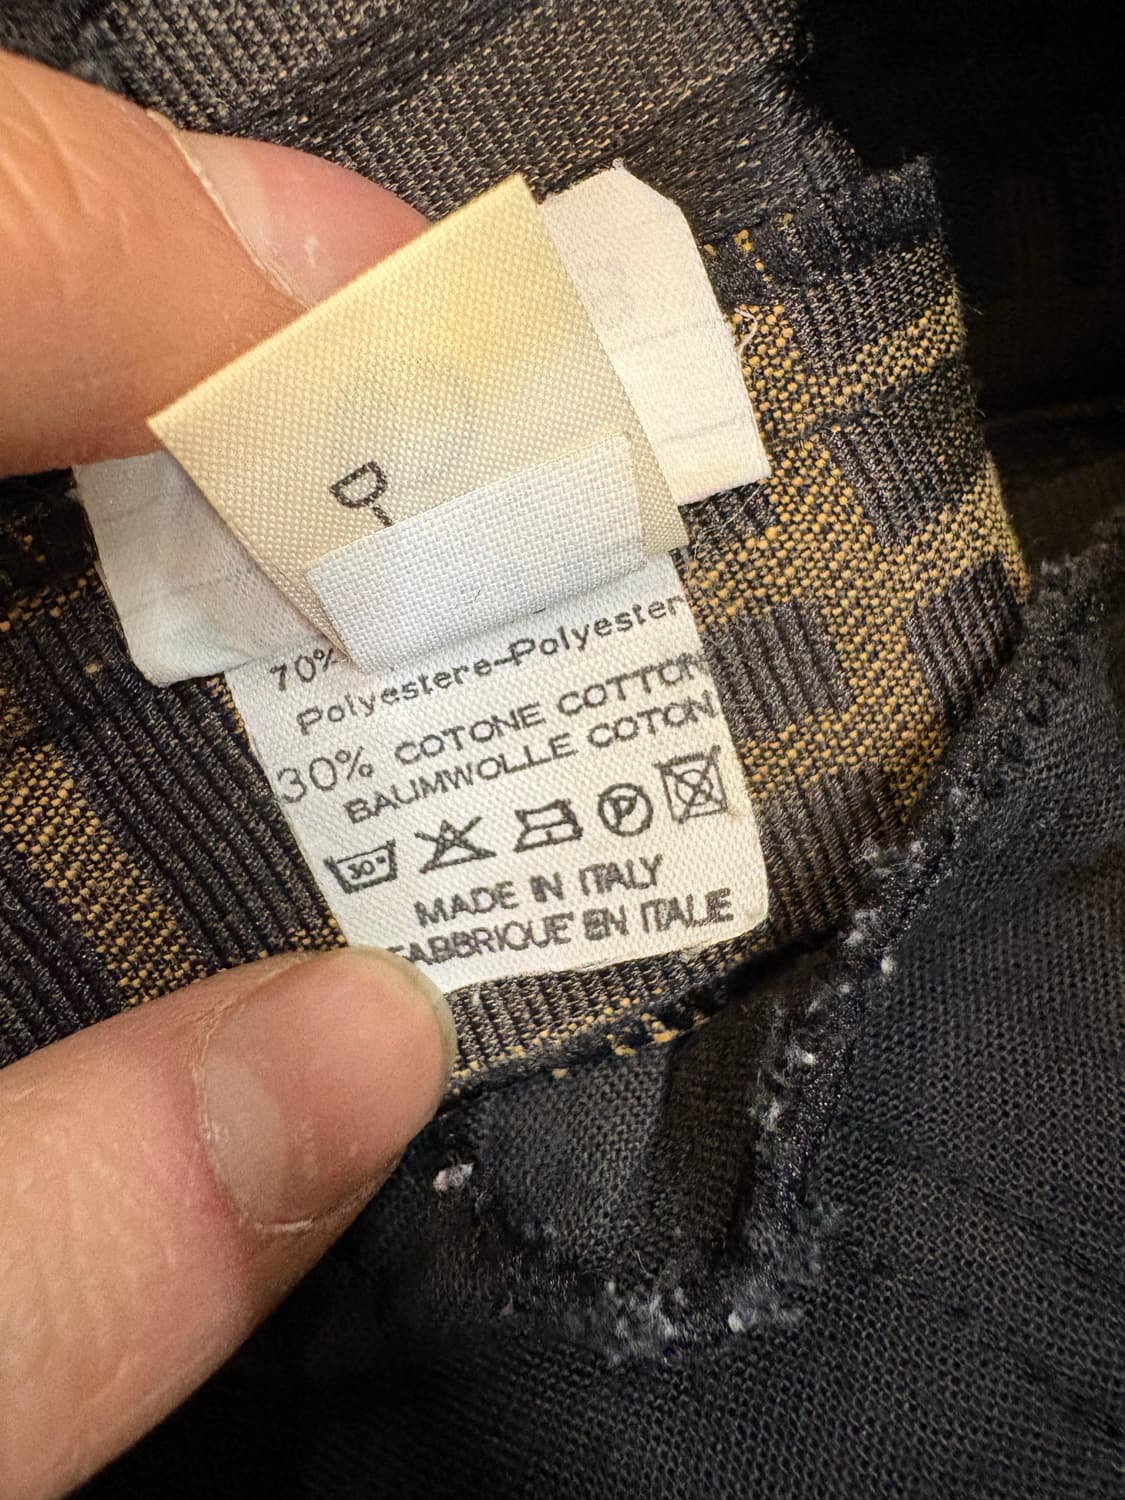 D
70%
Polyestere-Polyester
30% COTONE COTTON
BAUMWOLLE COTON
30°
P
MADE IN ITALY
FABBRIQUE EN ITALIE